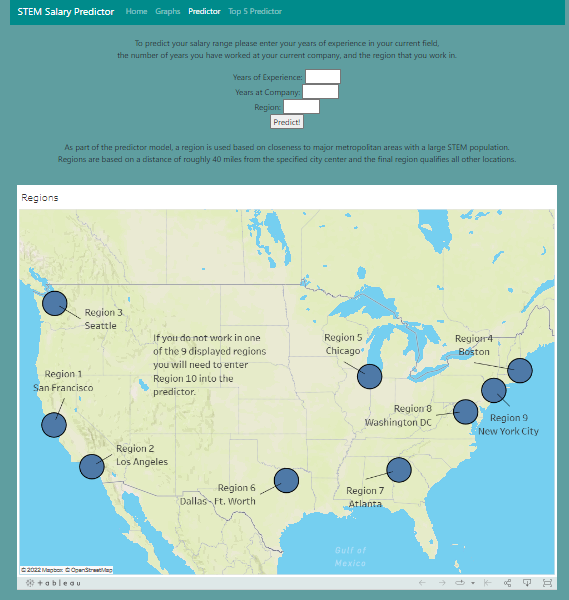 STEM Salary Predictor Home Graphs Predictor Top 5 Predictor
To predict your salary range please enter your years of experience in your current field,
the number of years you have worked at your current company, and the region that you work in.
Years of Experience:
Years at Company:
Region:
Predict!
As part of the predictor model, a region is used based on closeness to major metropolitan areas with a large STEM population.
Regions are based on a distance of roughly 40 miles from the specified city center and the final region qualifies all other locations.
Regions
Region 3
Seattle
If you do not work in one
of the 9 displayed regions
you will need to enter
Region 10 into the
predictor.
Region 5
Chicago
Region 4
Boston
Region 1
San Francisco
Region 8
Washington DC
Region 9
New York City
Region 2
Los Angeles
Region 6
Dallas - Ft. Worth
Region 7
Atlanta
Gulf of
Mexico
© 2022 Mapbox © OpenStreetMap
+ a b l e a u